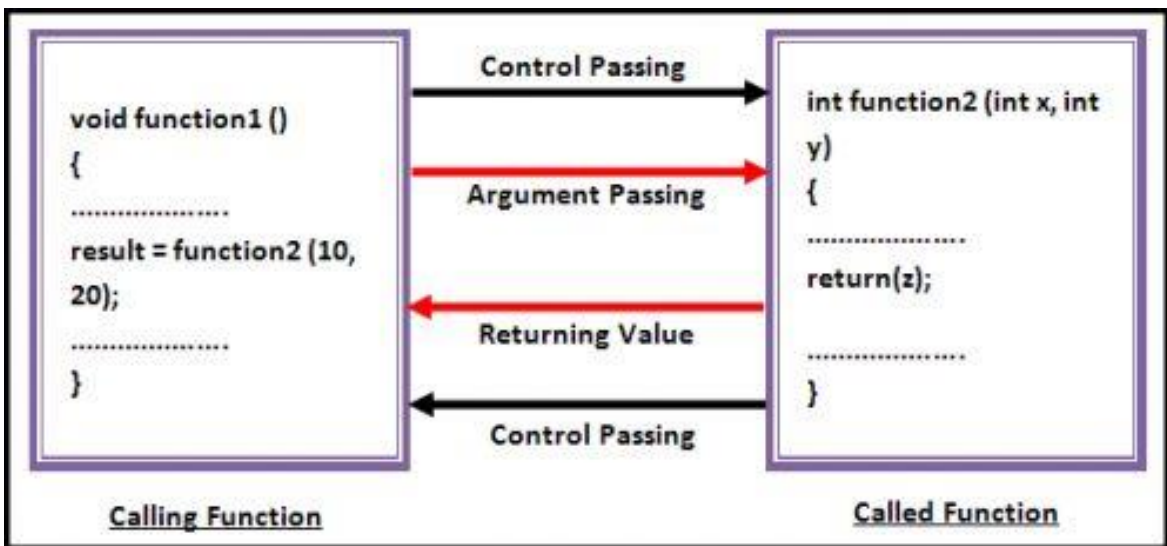 void function1 ()
{
....................
result = function2 (10,
20);
....................
}
Calling Function
Control Passing
Argument Passing
Returning Value
Control Passing
int function2 (int x, int
y)
{
....................
return(z);
....................
}
Called Function